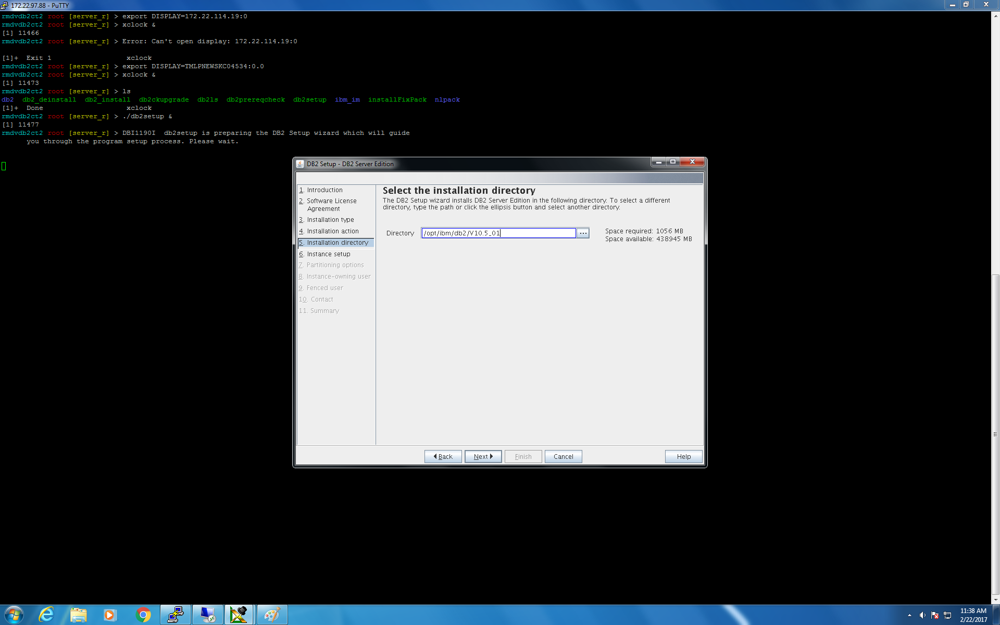 172.22.97.88 - PuTTY
rmdvdb2ct2 root [server_r] > export DISPLAY=172.22.114.19:0
rmdvdb2ct2 root [server_r] > xclock &
[1] 11466
rmdvdb2ct2 root [server_r] > Error: Can't open display: 172.22.114.19:0
[1]+  Exit 1                  xclock
rmdvdb2ct2 root [server_r] > export DISPLAY=TMLPNEWSKC04534:0.0
rmdvdb2ct2 root [server_r] > xclock &
[1] 11473
rmdvdb2ct2 root [server_r] > ls
db2  db2_deinstall  db2_install  db2ckupgrade  db2ls  db2prereqcheck  db2setup  ibm_im  installFixPack  nlpack
[1]+  Done                    xclock
rmdvdb2ct2 root [server_r] > ./db2setup &
[1] 11477
rmdvdb2ct2 root [server_r] > DBI1190I  db2setup is preparing the DB2 Setup wizard which will guide
you through the program setup process. Please wait.
DB2 Setup - DB2 Server Edition
1. Introduction
2. Software License
Agreement
3. Installation type
4. Installation action
5. Installation directory
6. Instance setup
7. Partitioning options
8. Instance-owning user
9. Fenced user
10. Contact
11. Summary
Select the installation directory
The DB2 Setup wizard installs DB2 Server Edition in the following directory. To select a different
directory, type the path or click the ellipsis button and select another directory.
Directory /opt/ibm/db2/V10.5_01 ...
Space required: 1056 MB
Space available: 438945 MB
Back Next Finish Cancel Help
11:38 AM
2/22/2017